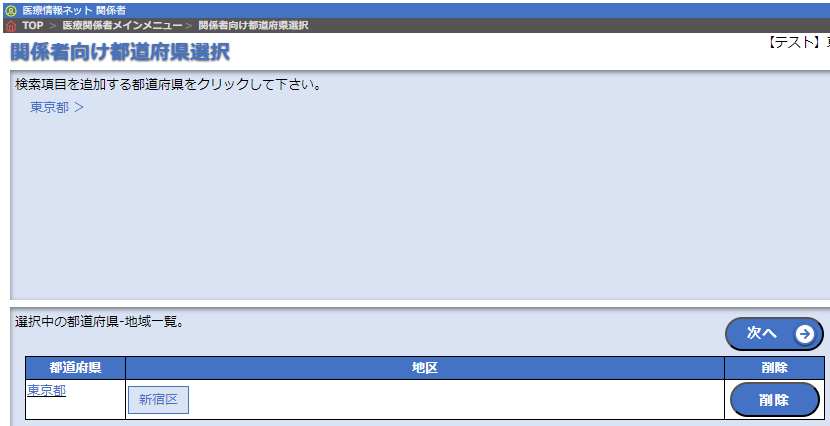 医療情報ネット 関係者
TOP > 医療関係者メインメニュー > 関係者向け都道府県選択
関係者向け都道府県選択
【テスト】
検索項目を追加する都道府県をクリックして下さい。
東京都 ＞
選択中の都道府県-地域一覧。
次へ
都道府県 地区 削除
東京都 新宿区 削除